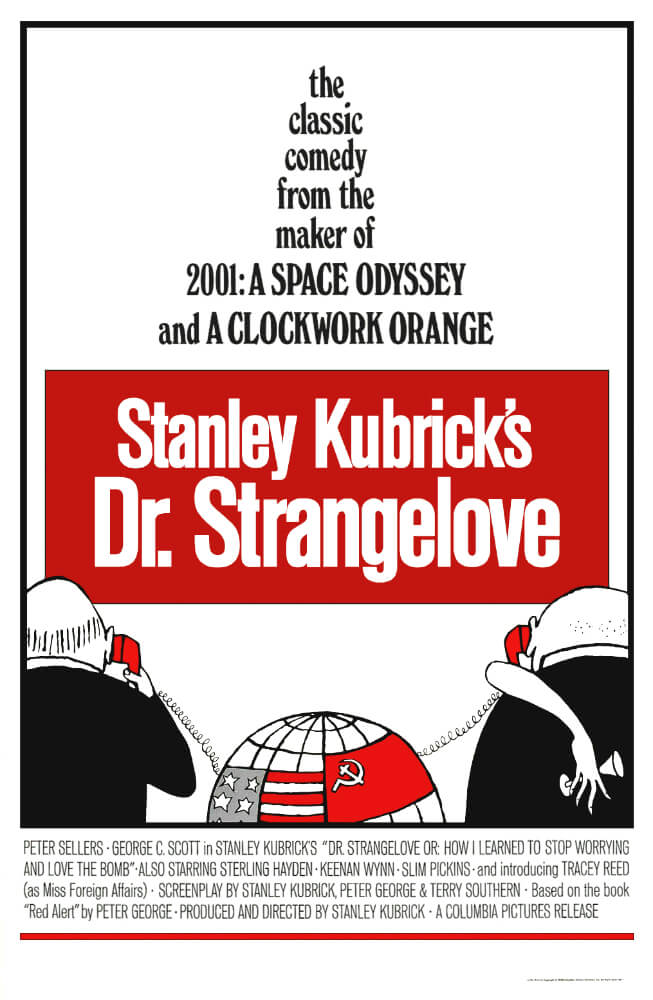 the
classic
comedy
from the
maker of
2001: A SPACE ODYSSEY
and A CLOCKWORK ORANGE
Stanley Kubrick's
Dr. Strangelove
PETER SELLERS · GEORGE C. SCOTT in STANLEY KUBRICK'S "DR. STRANGELOVE OR: HOW I LEARNED TO STOP WORRYING
AND LOVE THE BOMB" · ALSO STARRING STERLING HAYDEN · KEENAN WYNN · SLIM PICKINS · and introducing TRACEY REED
(as Miss Foreign Affairs) · SCREENPLAY BY STANLEY KUBRICK, PETER GEORGE & TERRY SOUTHERN · Based on the book
"Red Alert" by PETER GEORGE · PRODUCED AND DIRECTED BY STANLEY KUBRICK · A COLUMBIA PICTURES RELEASE